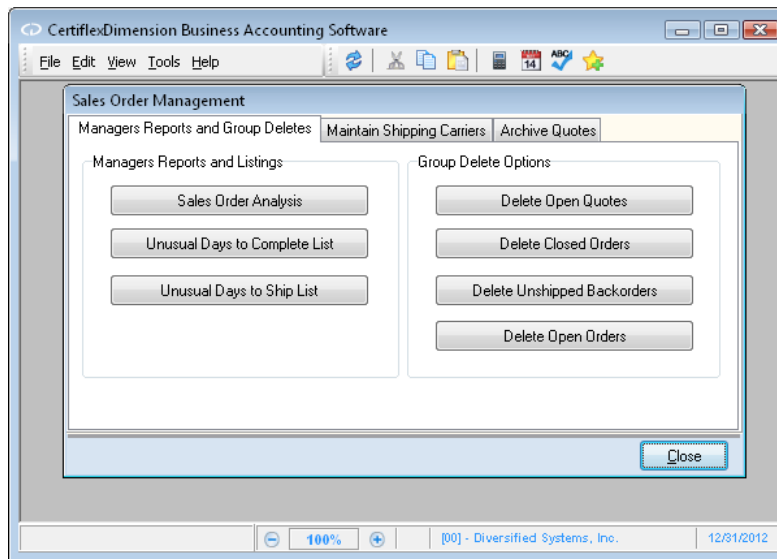 CertiflexDimension Business Accounting Software
File Edit View Tools Help
14
ABC
Sales Order Management
Managers Reports and Group Deletes Maintain Shipping Carriers Archive Quotes
Managers Reports and Listings
Group Delete Options
Sales Order Analysis
Delete Open Quotes
Unusual Days to Complete List
Delete Closed Orders
Unusual Days to Ship List
Delete Unshipped Backorders
Delete Open Orders
Close
100% [00] - Diversified Systems, Inc. 12/31/2012